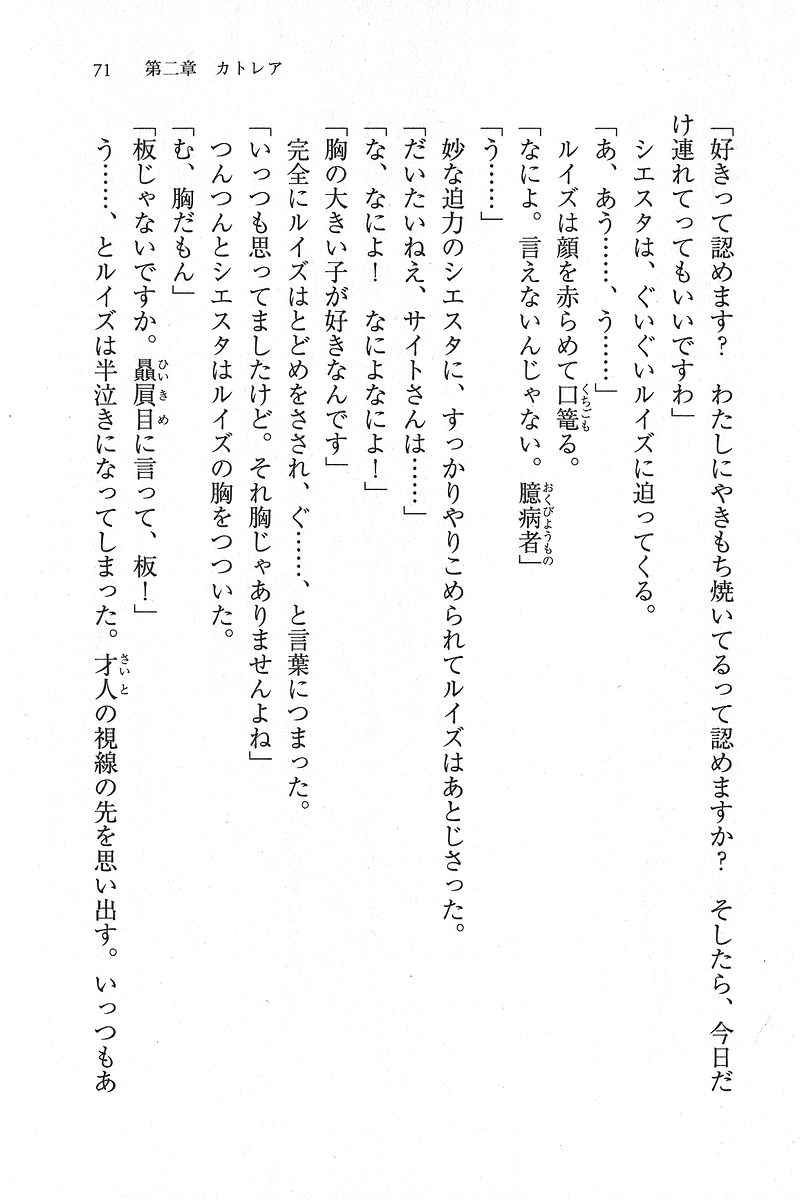 71　第二章　カトレア
「好きって認めます？　わたしにやきもち焼いてるって認めますか？　そしたら、今日だ
け連れてってもいいですわ」
シエスタは、ぐいぐいルイズに迫ってくる。
「あ、あう……、う……」
ルイズは顔を赤らめて口篭る。
「なによ。言えないんじゃない。臆病者」
「う……」
妙な迫力のシエスタに、すっかりやりこめられてルイズはあとじさった。
「だいたいねえ、サイトさんは……」
「な、なによ！　なによなによ！」
「胸の大きい子が好きなんです」
完全にルイズはとどめをさされ、ぐ……、と言葉につまった。
「いっつも思ってましたけど。それ胸じゃありませんよね」
つんつんとシエスタはルイズの胸をつついた。
「む、胸だもん」
「板じゃないですか。贔屓目に言って、板！」
う……、とルイズは半泣きになってしまった。才人の視線の先を思い出す。いっつもあ